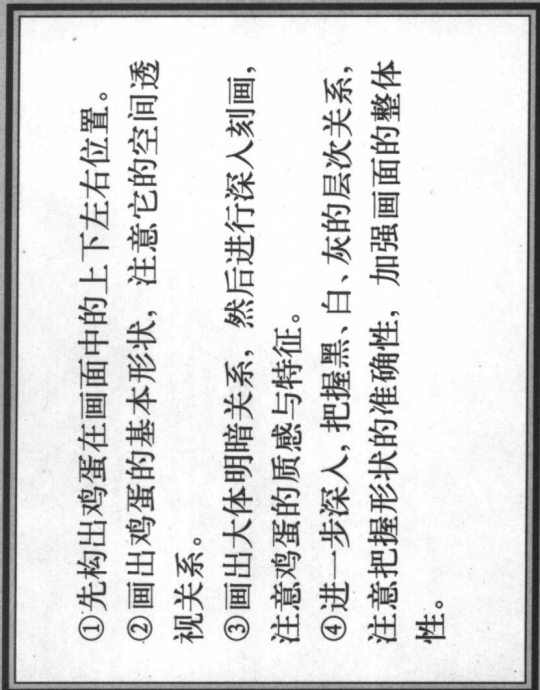 ①先构出鸡蛋在画面中的上下左右位置。
②画出鸡蛋的基本形状，注意它的空间透
视关系。
③画出大体明暗关系，然后进行深入刻画，
注意鸡蛋的质感与特征。
④进一步深入，把握黑、白、灰的层次关系，
注意把握形状的准确性，加强画面的整体
性。